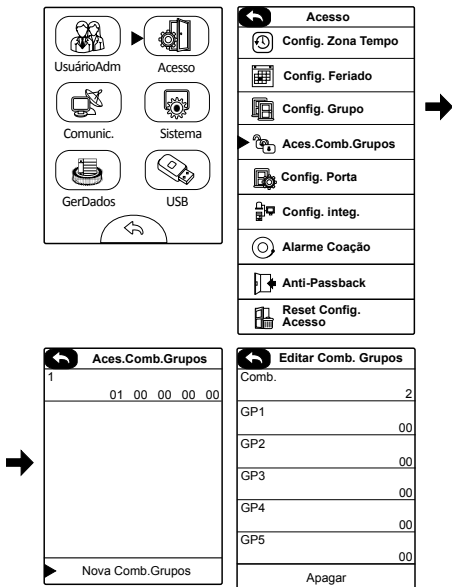 UsuárioAdm
Acesso
Comunic.
Sistema
GerDados
USB
Acesso
Config. Zona Tempo
Config. Feriado
Config. Grupo
Aces.Comb.Grupos
Config. Porta
Config. integ.
Alarme Coação
Anti-Passback
Reset Config.
Acesso
Aces.Comb.Grupos
1
01 00 00 00 00
Nova Comb.Grupos
Editar Comb. Grupos
Comb.
2
GP1
00
GP2
00
GP3
00
GP4
00
GP5
00
Apagar